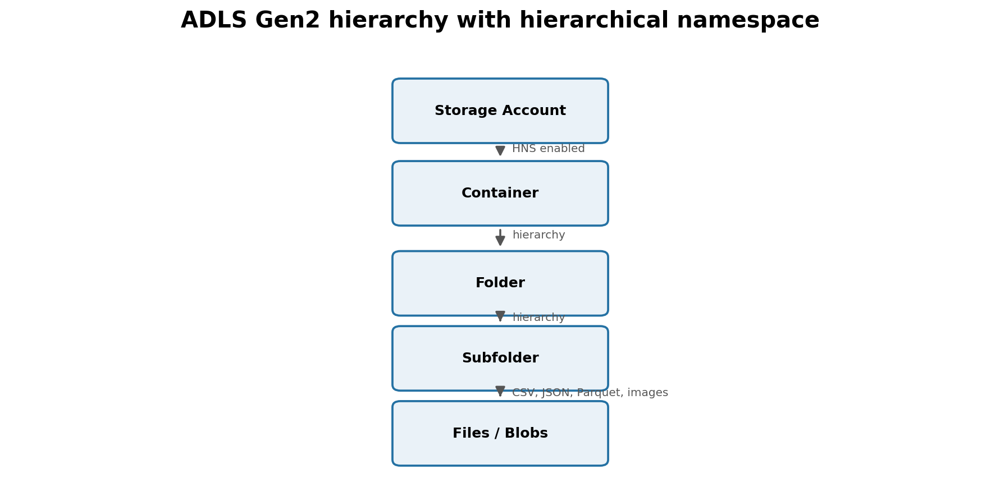 ADLS Gen2 hierarchy with hierarchical namespace
Storage Account
HNS enabled
Container
hierarchy
Folder
hierarchy
Subfolder
CSV, JSON, Parquet, images
Files / Blobs